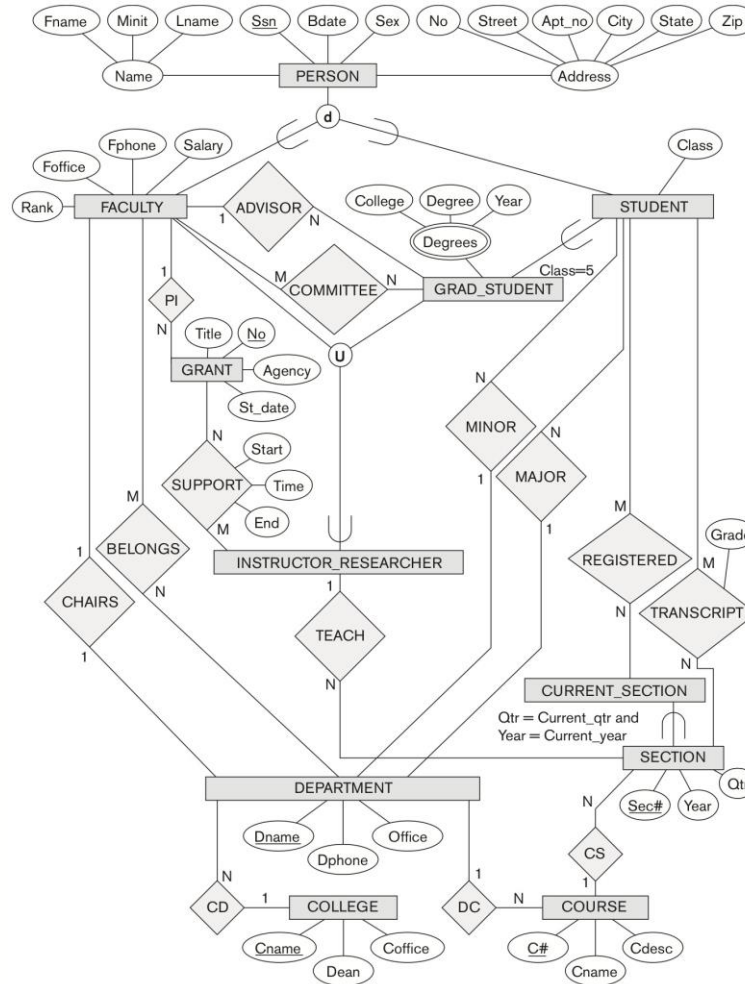 Fname Minit Lname Ssn Bdate Sex No Street Apt_no City State Zip
Name PERSON Address
d
Fphone Salary Class
Foffice
College Degree Year
Rank FACULTY ADVISOR STUDENT
1 N
Degrees
M N Class=5
COMMITTEE GRAD_STUDENT
1
PI
N U
Title No
GRANT Agency
St_date
N N
MINOR
N Start
MAJOR
SUPPORT Time 1
M End M
1
BELONGS REGISTERED Grade
M
INSTRUCTOR_RESEARCHER
1 N 1 N
CHAIRS TRANSCRIPT
TEACH
1 N N
CURRENT_SECTION
Qtr = Current_qtr and
Year = Current_year
SECTION
DEPARTMENT Qtr
Sec# Year
Dname Office N
Dphone
CS
N 1 1
CD 1 COLLEGE DC N COURSE
Cname Coffice C# Cdesc
Dean Cname